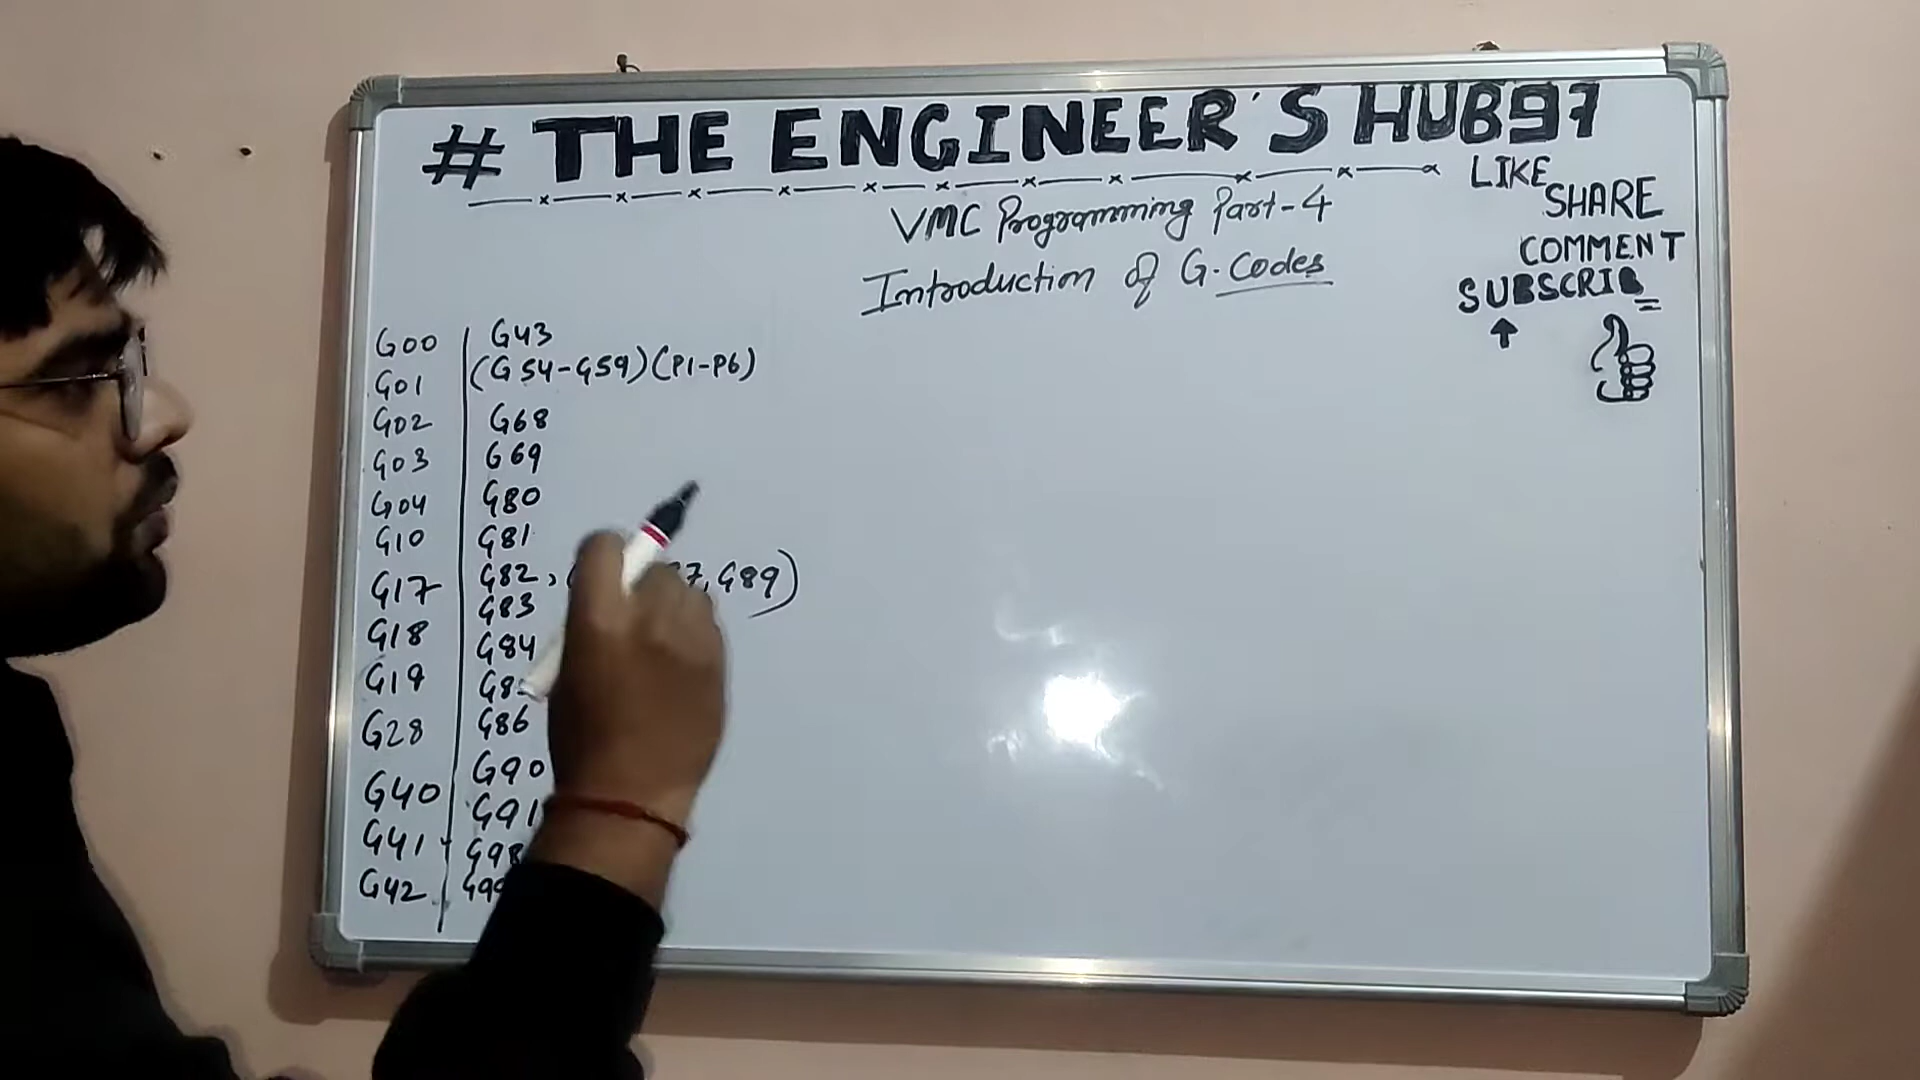 # THE ENGINEER'S HUB97
LIKE
SHARE
COMMENT
SUBSCRIB
VMC Programming Part-4
Introduction of G-Codes
G00
G01
G02
G03
G04
G10
G17
G18
G19
G28
G40
G41
G42
G43
(G54-G59)(P1-P6)
G68
G69
G80
G81
G82, G89)
G83
G84
G86
G90
G91
G98